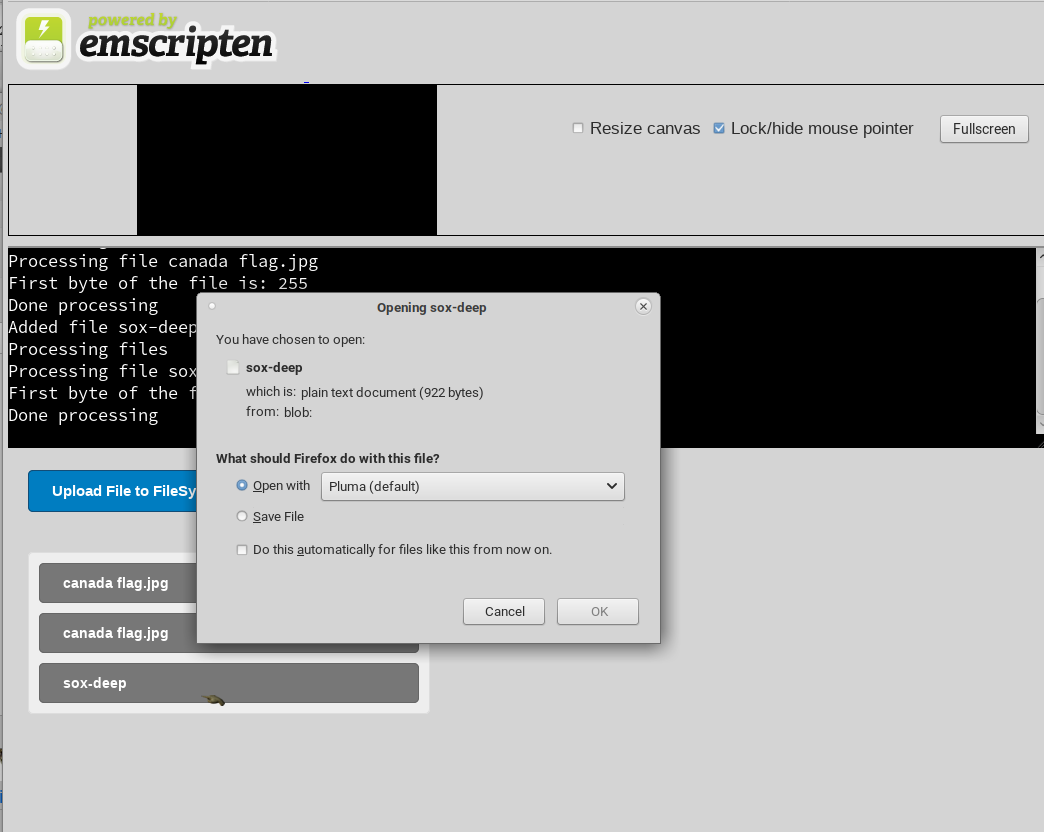 powered by
emscripten
Resize canvas
Lock/hide mouse pointer
Fullscreen
Processing file canada flag.jpg
First byte of the file is: 255
Done processing
Added file sox-deep
Processing files
Processing file sox
First byte of the f
Done processing
Opening sox-deep
You have chosen to open:
sox-deep
which is: plain text document (922 bytes)
from: blob:
What should Firefox do with this file?
Open with
Pluma (default)
Save File
Do this automatically for files like this from now on.
Cancel
OK
Upload File to FileSy
canada flag.jpg
canada flag.jpg
sox-deep